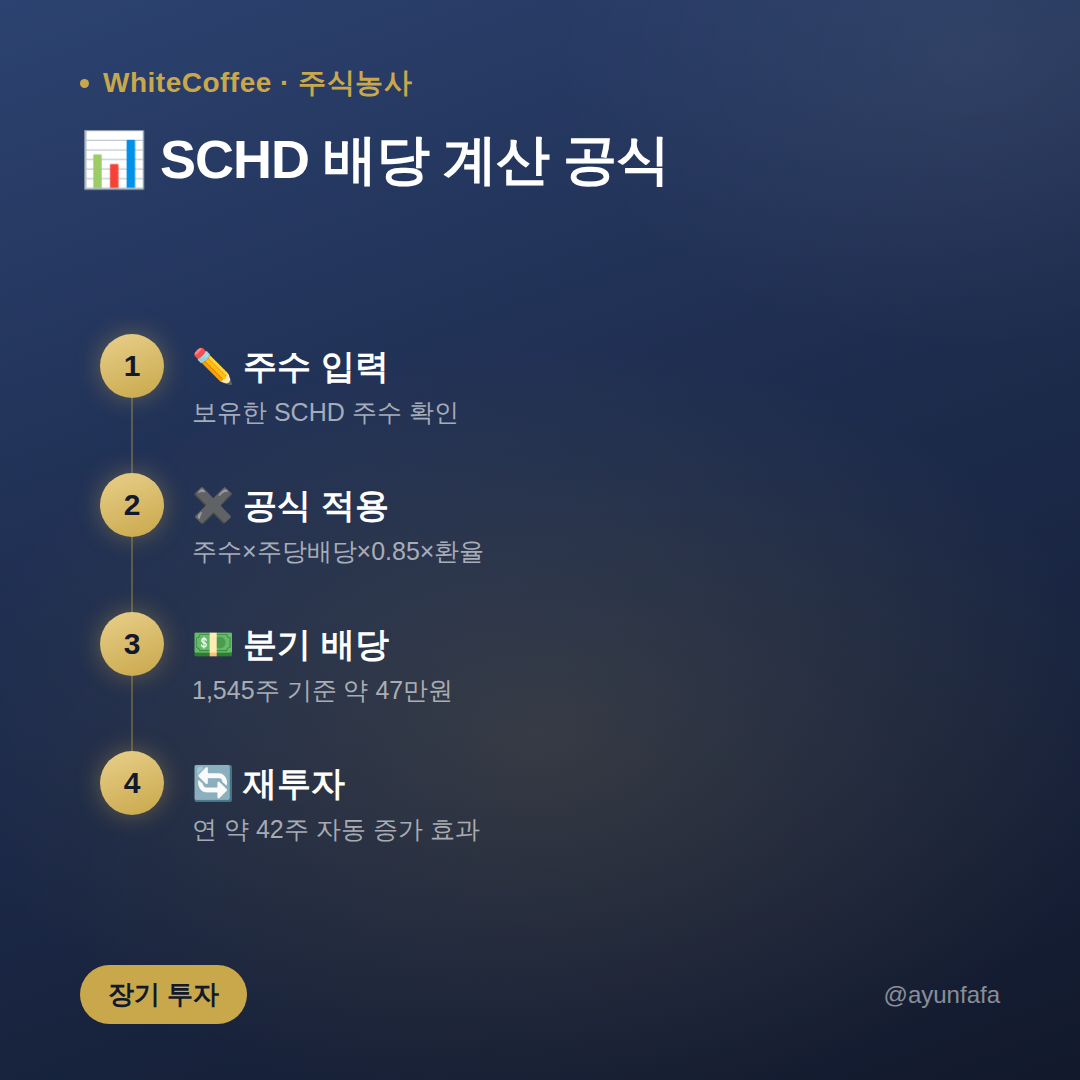 • WhiteCoffee · 주식농사
📊 SCHD 배당 계산 공식
1
✏️ 주수 입력
보유한 SCHD 주수 확인
2
✖️ 공식 적용
주수×주당배당×0.85×환율
3
💵 분기 배당
1,545주 기준 약 47만원
4
🔄 재투자
연 약 42주 자동 증가 효과
장기 투자
@ayunfafa